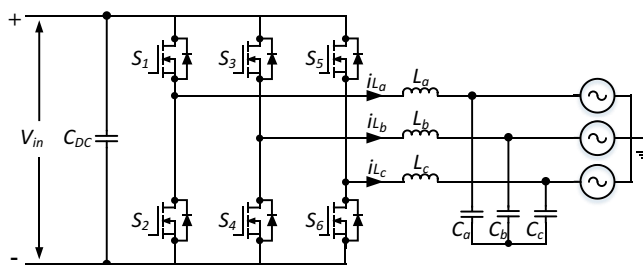 +
S1 S3 S5
iLa La
Vin CDC iLb Lb
iLc Lc
S2 S4 S6
Ca Cb Cc
-